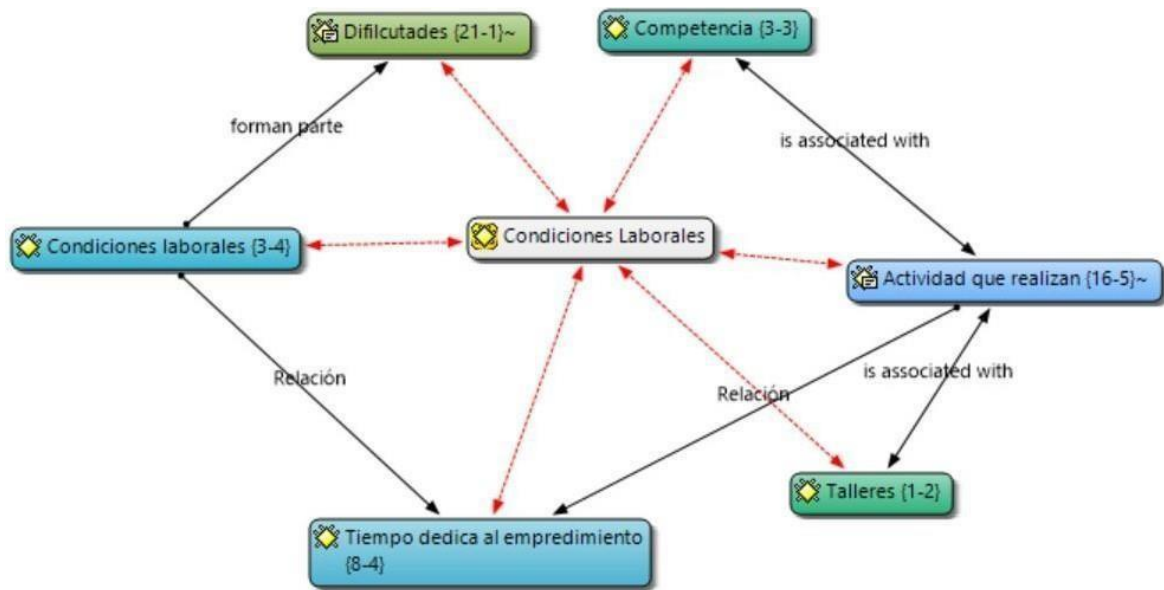 Difilcutades {21-1}~
Competencia {3-3}
forman parte
is associated with
Condiciones laborales {3-4}
Condiciones Laborales
Actividad que realizan {16-5}~
Relación
Relación
is associated with
Talleres {1-2}
Tiempo dedica al empredimiento
{8-4}